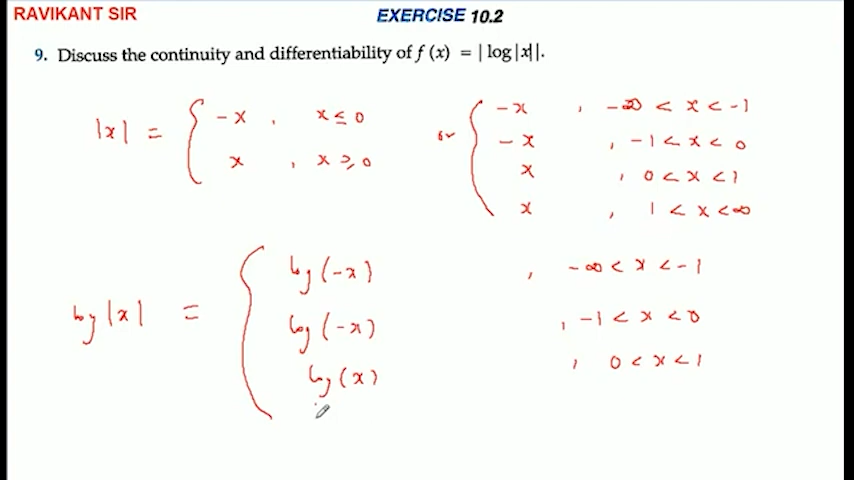 RAVIKANT SIR
EXERCISE 10.2
9. Discuss the continuity and differentiability of f (x) = | log |x| |.
|x| = { -x , x ≤ 0
x , x ≥ 0
or { -x , -∞ < x < -1
-x , -1 < x < 0
x , 0 < x < 1
x , 1 < x < ∞
log |x| = { log (-x) , -∞ < x < -1
log (-x) , -1 < x < 0
log (x) , 0 < x < 1